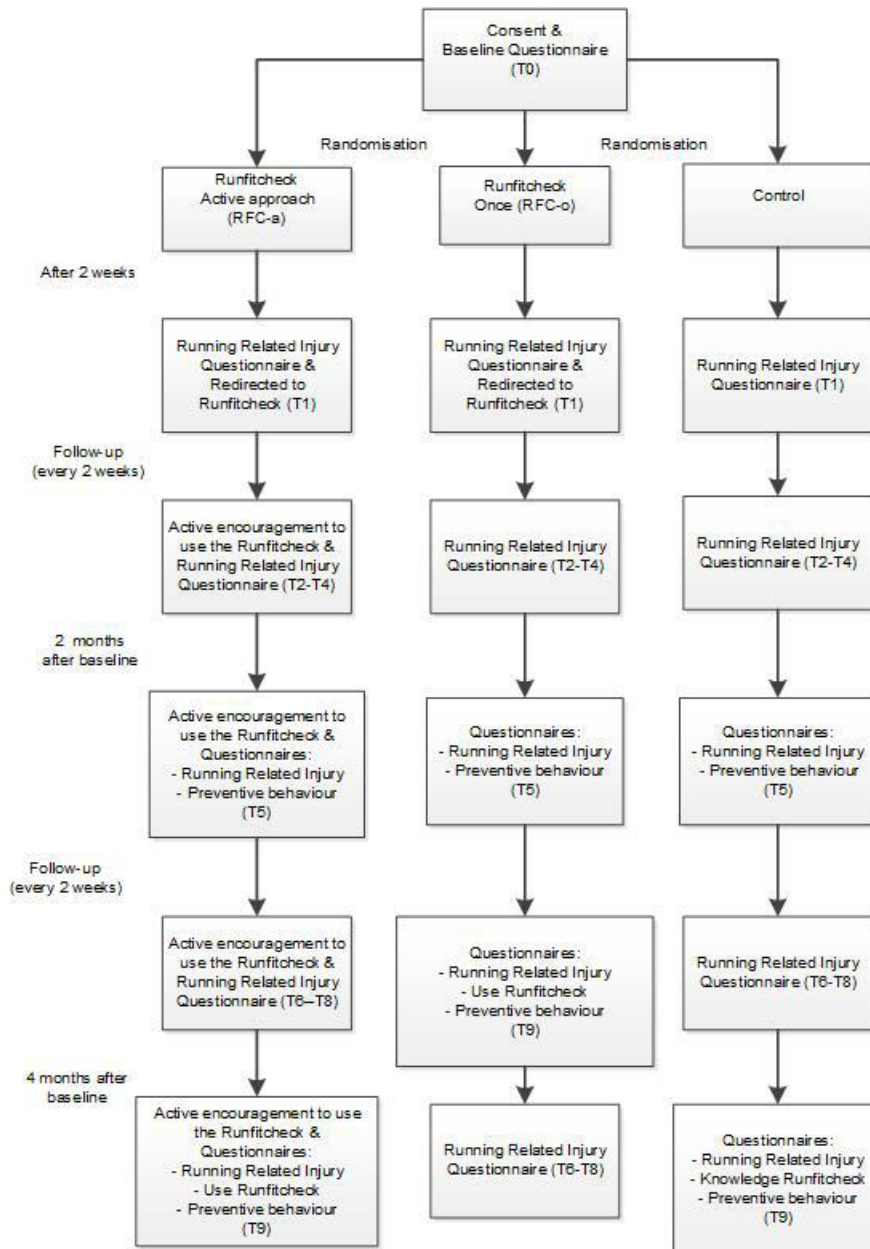 Consent &
Baseline Questionnaire
(T0)
Randomisation
Randomisation
Runfitcheck
Active approach
(RFC-a)
Runfitcheck
Once (RFC-o)
Control
After 2 weeks
Running Related Injury
Questionnaire &
Redirected to
Runfitcheck (T1)
Running Related Injury
Questionnaire &
Redirected to
Runfitcheck (T1)
Running Related Injury
Questionnaire (T1)
Follow-up
(every 2 weeks)
Active encouragement to
use the Runfitcheck &
Running Related Injury
Questionnaire (T2-T4)
Running Related Injury
Questionnaire (T2-T4)
Running Related Injury
Questionnaire (T2-T4)
2 months
after baseline
Active encouragement to
use the Runfitcheck &
Questionnaires:
- Running Related Injury
- Preventive behaviour
(T5)
Questionnaires:
- Running Related Injury
- Preventive behaviour
(T5)
Questionnaires:
- Running Related Injury
- Preventive behaviour
(T5)
Follow-up
(every 2 weeks)
Active encouragement to
use the Runfitcheck &
Running Related Injury
Questionnaire (T6–T8)
Questionnaires:
- Running Related Injury
- Use Runfitcheck
- Preventive behaviour
(T9)
Running Related Injury
Questionnaire (T6-T8)
4 months after
baseline
Active encouragement to use
the Runfitcheck &
Questionnaires:
- Running Related Injury
- Use Runfitcheck
- Preventive behaviour
(T9)
Running Related Injury
Questionnaire (T6-T8)
Questionnaires:
- Running Related Injury
- Knowledge Runfitcheck
- Preventive behaviour
(T9)